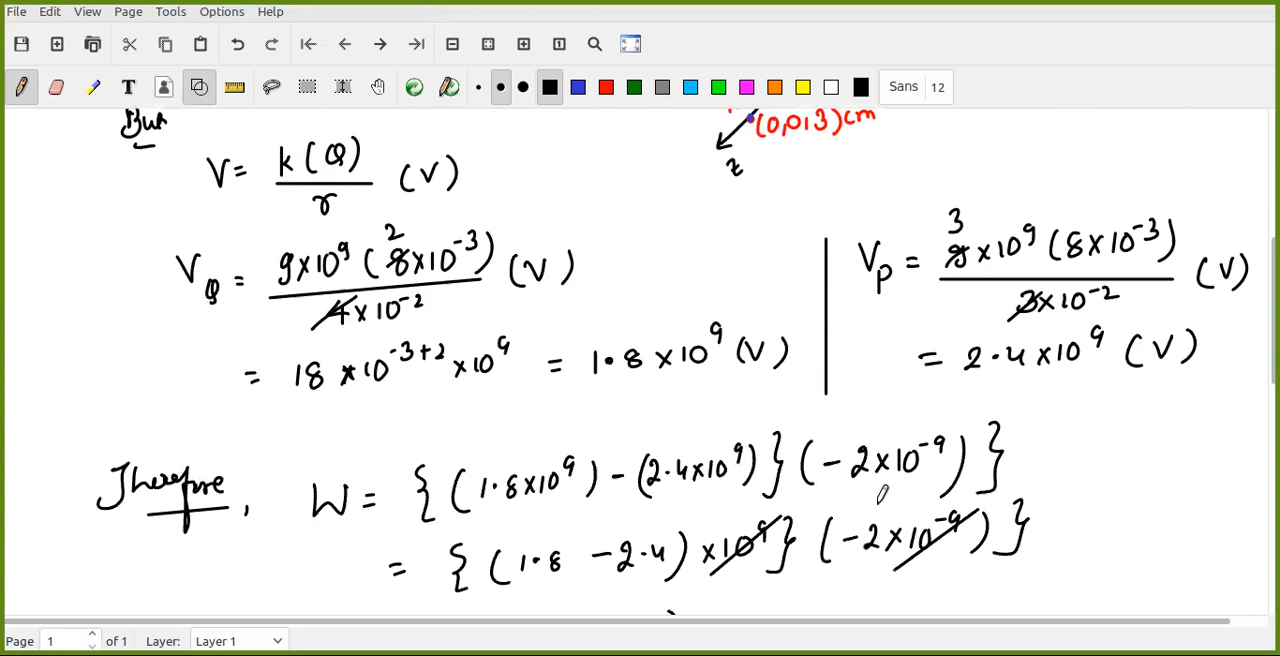 File Edit View Page Tools Options Help
Sans 12
But
(0,0,3) cm
z
V = k(Q) / r (V)
V_Q = 9×10^9 (8×10^-3) / 4×10^-2 (V)
2
= 18 × 10^-3+2 × 10^9 = 1.8 × 10^9 (V)
3
V_P = 9×10^9 (8×10^-3) / 3×10^-2 (V)
= 2.4×10^9 (V)
Therefore, W = {(1.8×10^9) - (2.4×10^9)} (-2×10^-9)}
= {(1.8 - 2.4) ×10^9} (-2×10^-9)}
Page 1 of 1 Layer: Layer 1